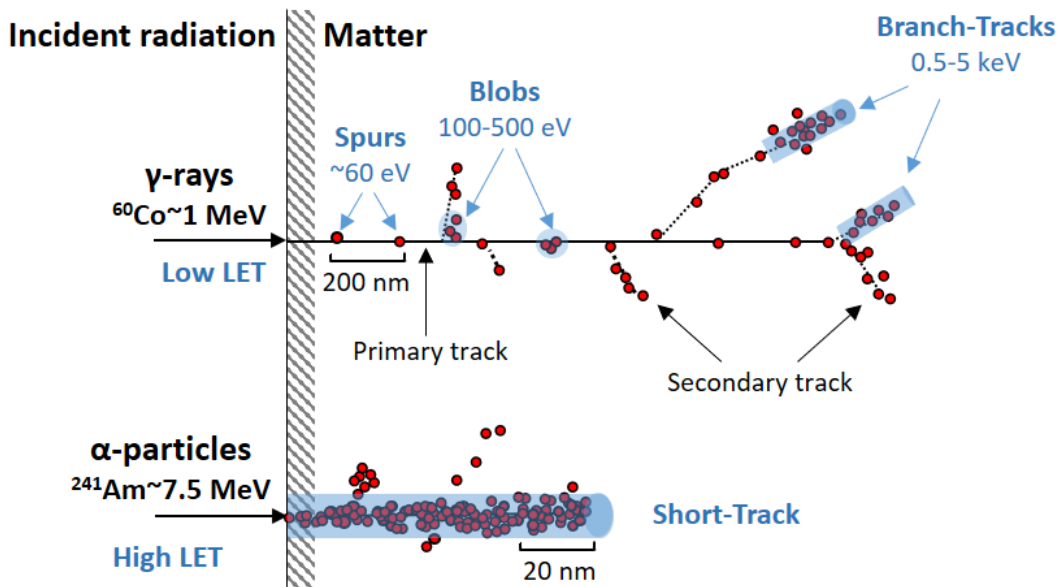 Incident radiation
Matter
Branch-Tracks
0.5-5 keV
Blobs
100-500 eV
Spurs
~60 eV
γ-rays
⁶⁰Co~1 MeV
Low LET
200 nm
Primary track
Secondary track
α-particles
²⁴¹Am~7.5 MeV
High LET
Short-Track
20 nm